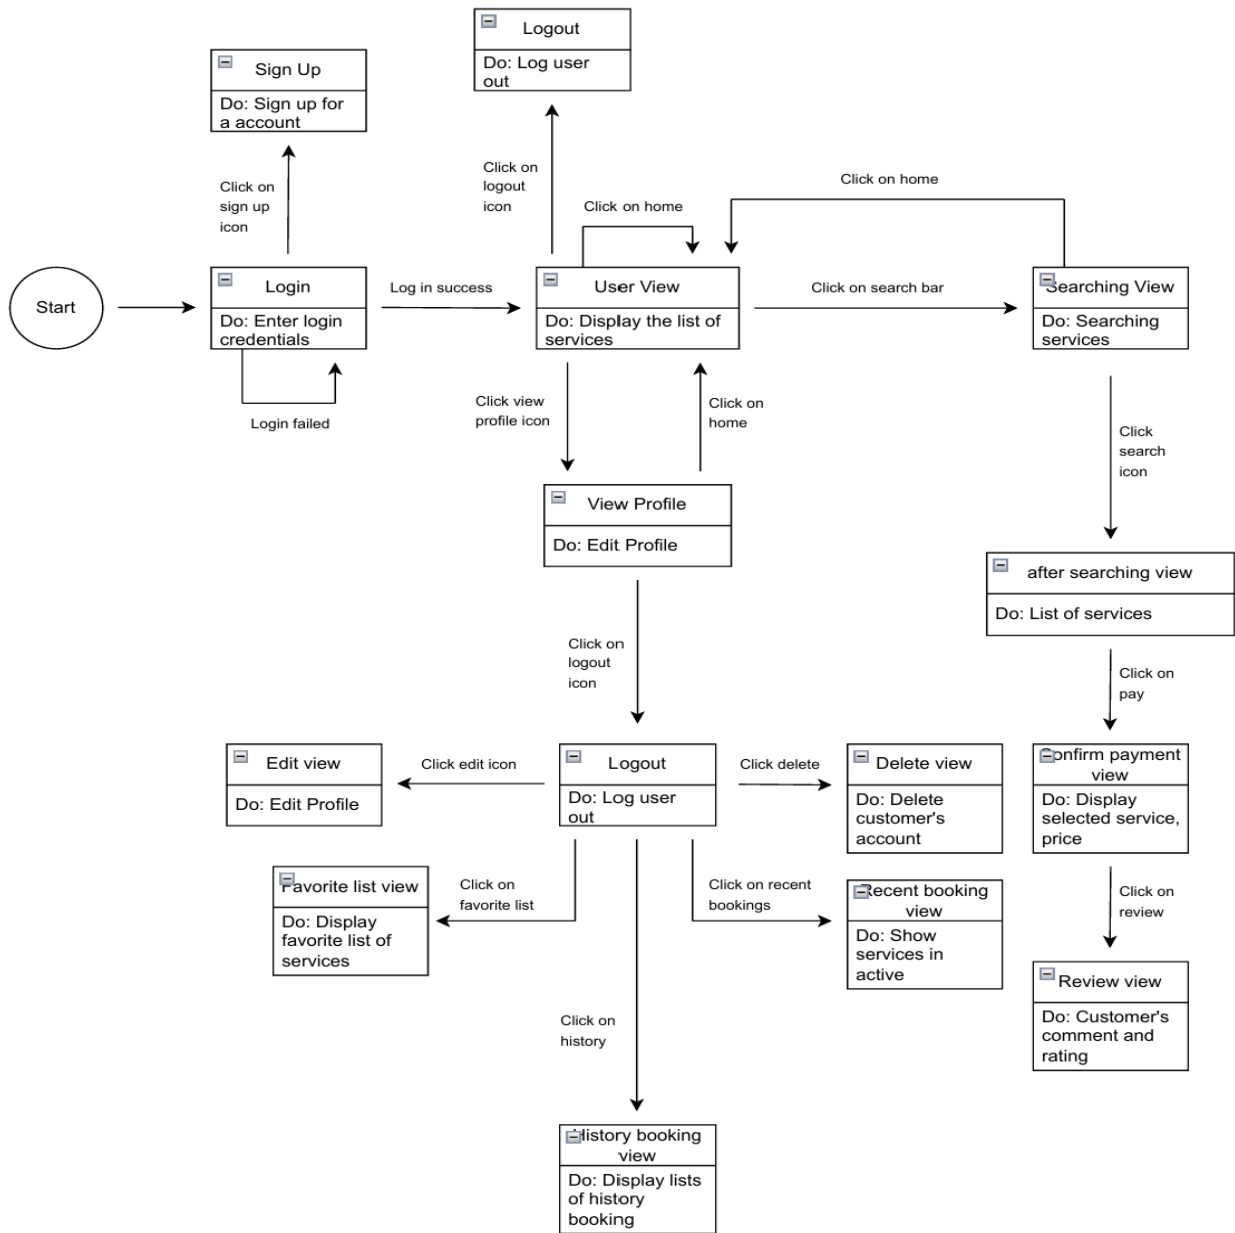 Logout
Do: Log user
out
Sign Up
Do: Sign up for
a account
Click on
sign up
icon
Click on
logout
icon
Click on home
Click on home
Start
Login
Do: Enter login
credentials
Log in success
User View
Do: Display the list of
services
Click on search bar
Searching View
Do: Searching
services
Login failed
Click view
profile icon
Click on
home
Click
search
icon
View Profile
Do: Edit Profile
after searching view
Do: List of services
Click on
logout
icon
Click on
pay
Edit view
Do: Edit Profile
Click edit icon
Logout
Do: Log user
out
Click delete
Delete view
Do: Delete
customer's
account
Confirm payment
view
Do: Display
selected service,
price
Favorite list view
Do: Display
favorite list of
services
Click on
favorite list
Click on recent
bookings
Recent booking
view
Do: Show
services in
active
Click on
review
Review view
Do: Customer's
comment and
rating
Click on
history
History booking
view
Do: Display lists
of history
booking